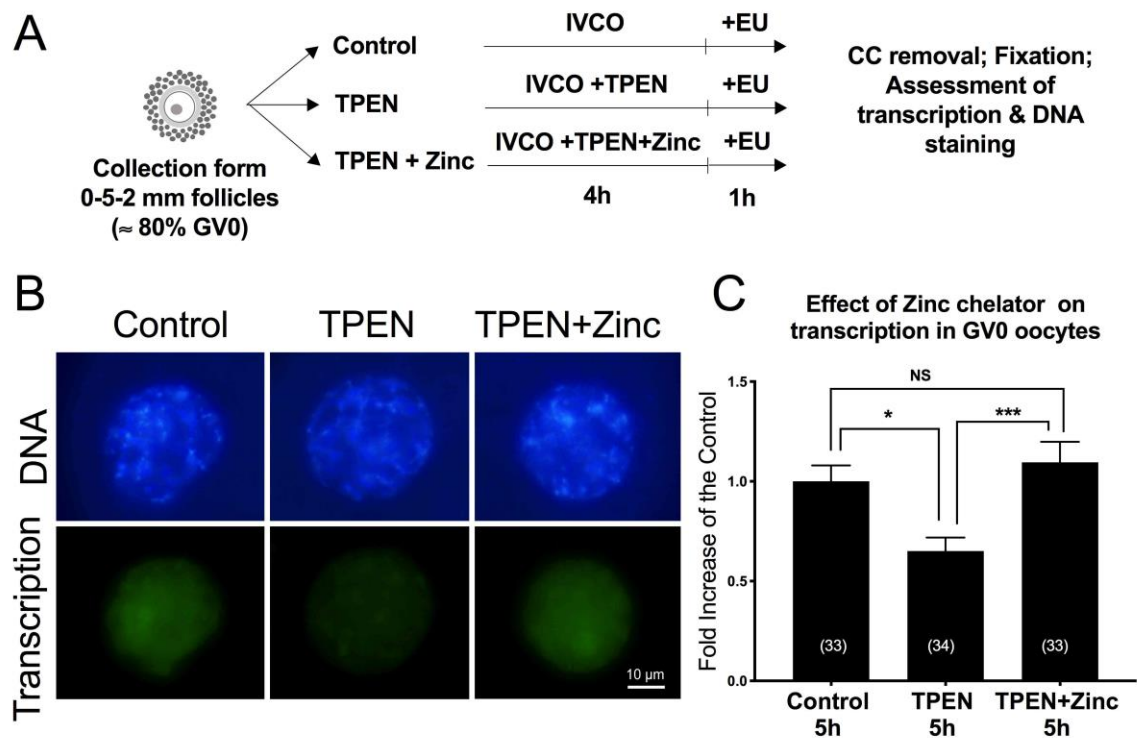 A
Control
TPEN
TPEN + Zinc
Collection form
0-5-2 mm follicles
(≈ 80% GV0)
IVCO
+EU
IVCO +TPEN
+EU
IVCO +TPEN+Zinc
+EU
4h
1h
CC removal; Fixation;
Assessment of
transcription & DNA
staining
B
Control
TPEN
TPEN+Zinc
DNA
Transcription
10 µm
C
Effect of Zinc chelator on
transcription in GV0 oocytes
Fold Increase of the Control
1.5
1.0
0.5
0.0
NS
*
***
(33)
(34)
(33)
Control
5h
TPEN
5h
TPEN+Zinc
5h